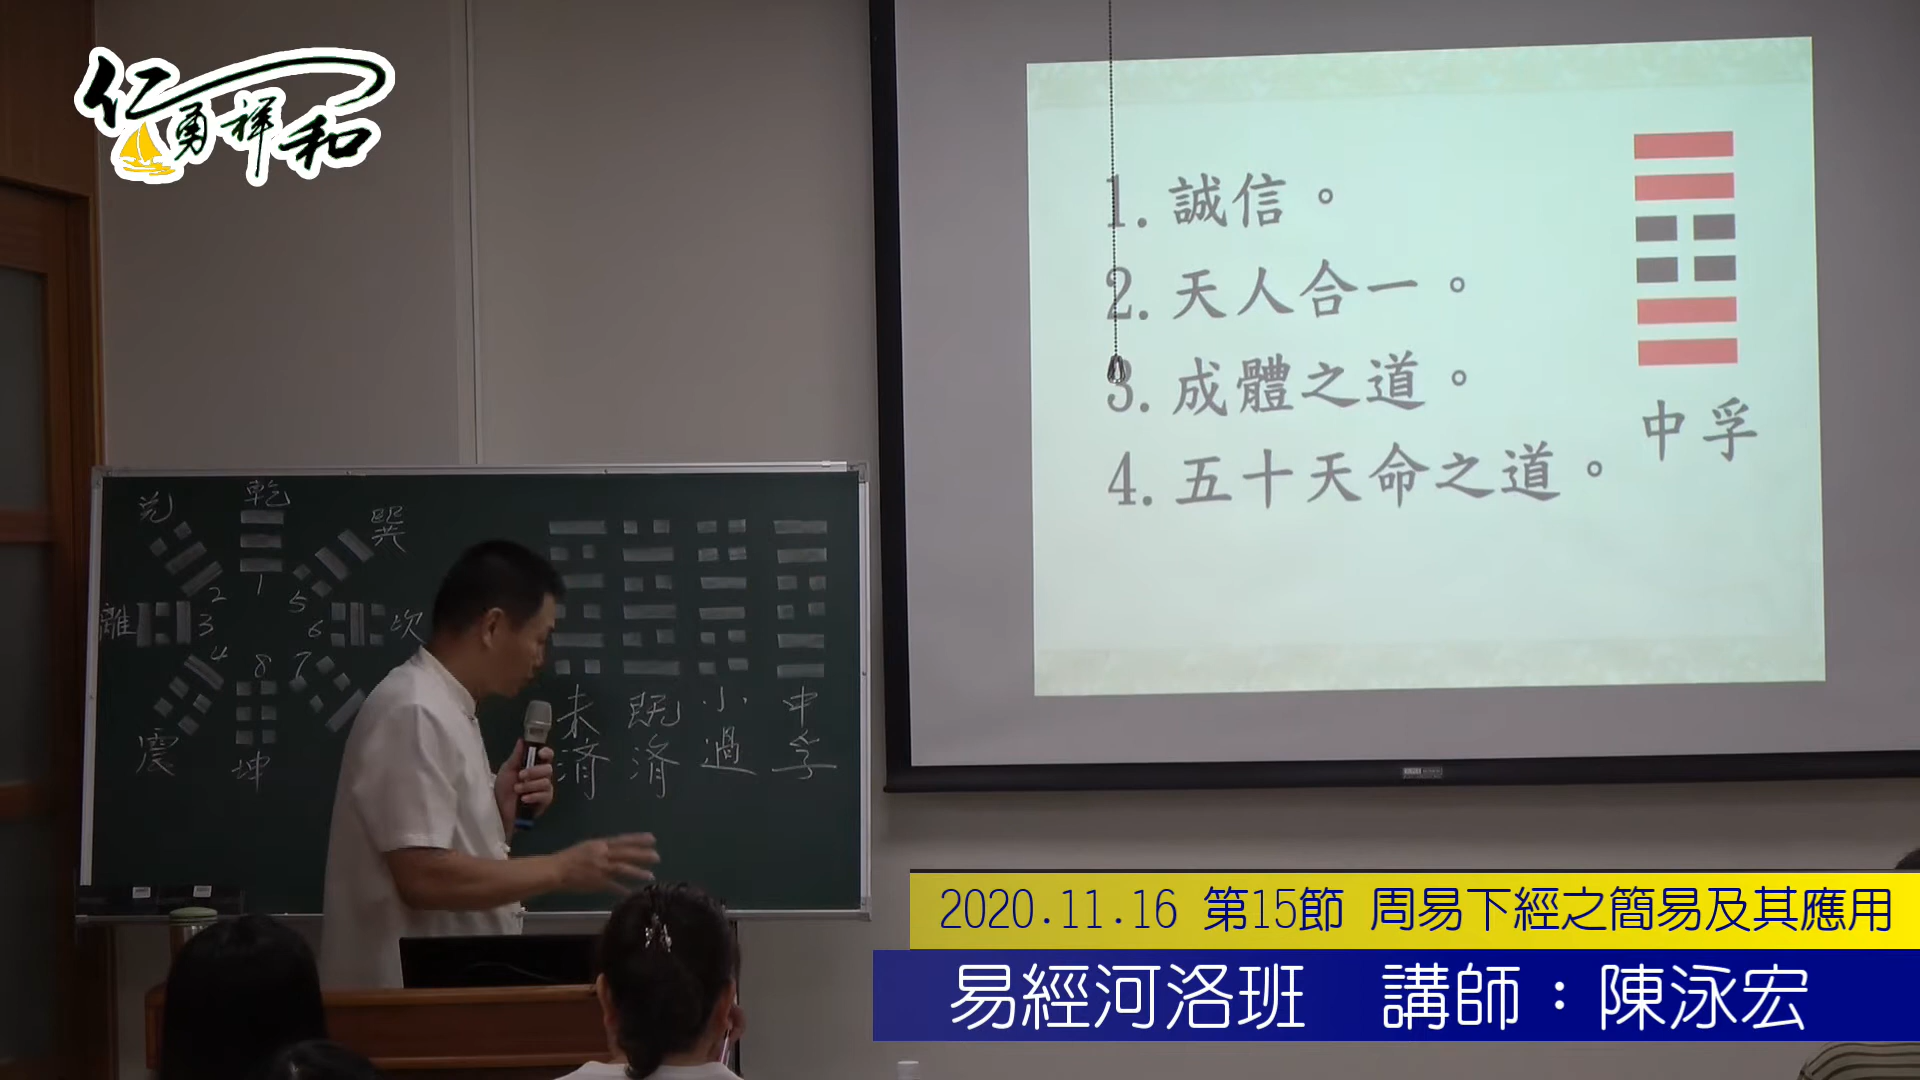 仁勇祥和
1. 誠信。
2. 天人合一。
3. 成體之道。
4. 五十天命之道。
中孚
兌 乾 巽
2 1 5
離 3 6 坎
4 8 7
震 坤
未濟 既濟 小過 中孚
2020.11.16 第15節 周易下經之簡易及其應用
易經河洛班 講師：陳泳宏